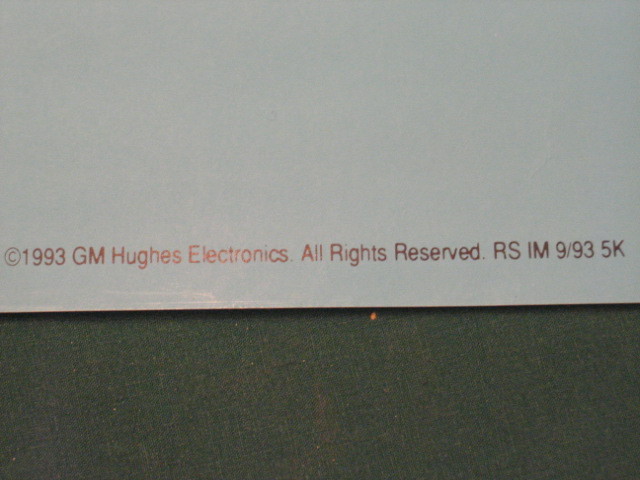 ©1993 GM Hughes Electronics. All Rights Reserved. RS IM 9/93 5K